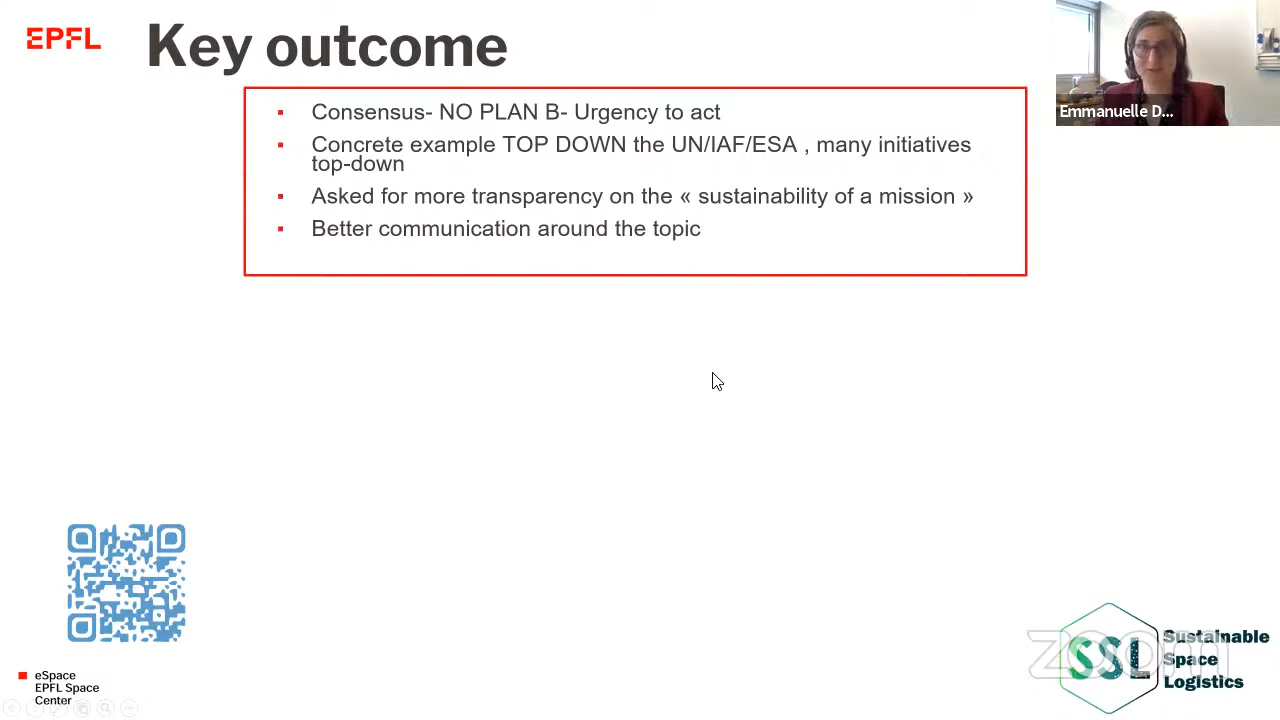 EPFL
Key outcome
Consensus- NO PLAN B- Urgency to act
Concrete example TOP DOWN the UN/IAF/ESA , many initiatives
top-down
Asked for more transparency on the « sustainability of a mission »
Better communication around the topic
Emmanuelle D...
eSpace
EPFL Space
Center
zoom
SSL
Sustainable
Space
Logistics